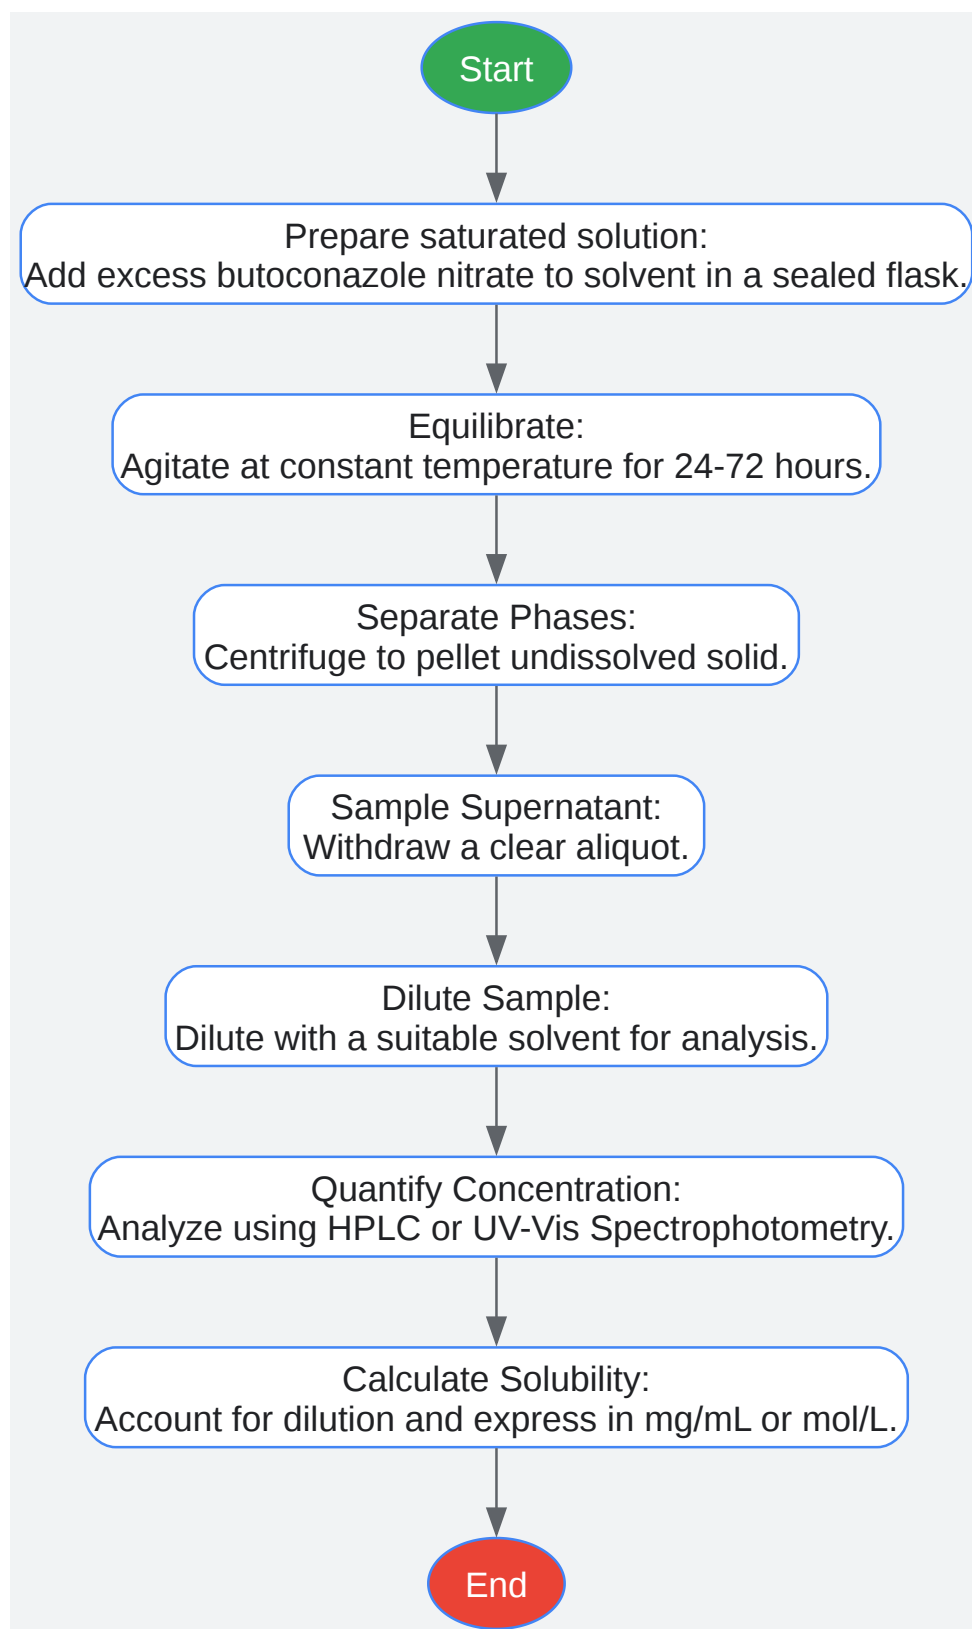 Start
Prepare saturated solution:
Add excess butoconazole nitrate to solvent in a sealed flask.
Equilibrate:
Agitate at constant temperature for 24-72 hours.
Separate Phases:
Centrifuge to pellet undissolved solid.
Sample Supernatant:
Withdraw a clear aliquot.
Dilute Sample:
Dilute with a suitable solvent for analysis.
Quantify Concentration:
Analyze using HPLC or UV-Vis Spectrophotometry.
Calculate Solubility:
Account for dilution and express in mg/mL or mol/L.
End